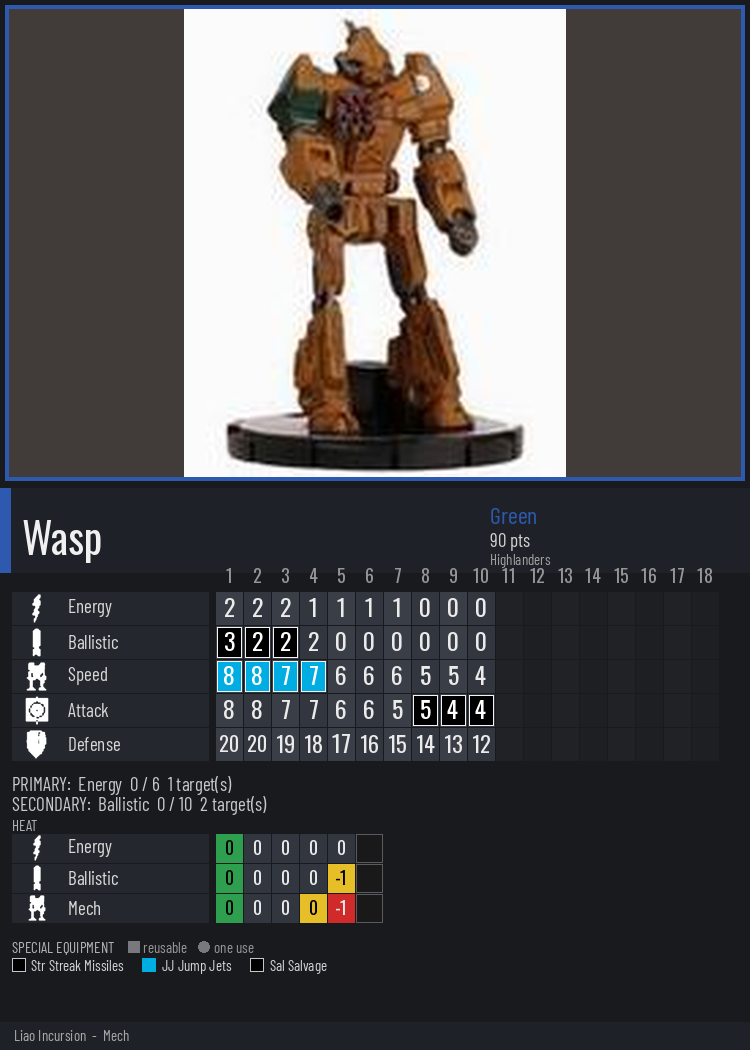 Wasp
Green
90 pts
Highlanders
1 2 3 4 5 6 7 8 9 10 11 12 13 14 15 16 17 18
Energy 2 2 2 1 1 1 1 0 0 0
Ballistic 3 2 2 2 0 0 0 0 0 0
Speed 8 8 7 7 6 6 6 5 5 4
Attack 8 8 7 7 6 6 5 5 4 4
Defense 20 20 19 18 17 16 15 14 13 12
PRIMARY: Energy 0 / 6 1 target(s)
SECONDARY: Ballistic 0 / 10 2 target(s)
HEAT
Energy 0 0 0 0 0
Ballistic 0 0 0 0 -1
Mech 0 0 0 0 -1
SPECIAL EQUIPMENT reusable one use
Str Streak Missiles JJ Jump Jets Sal Salvage
Liao Incursion - Mech